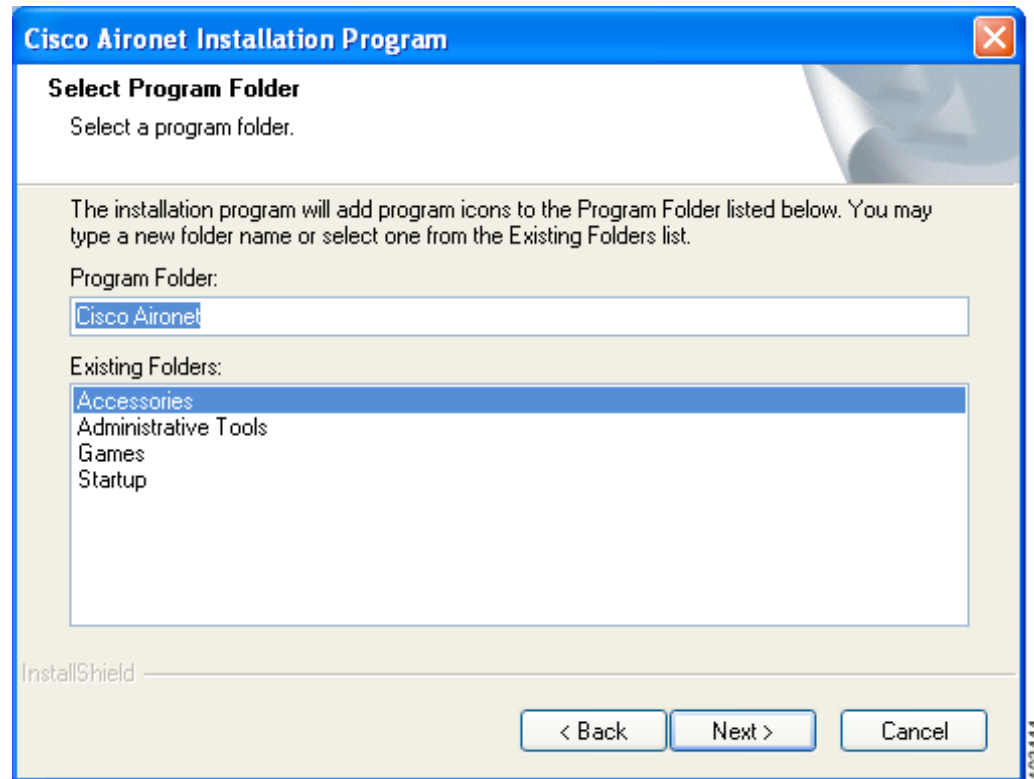 Cisco Aironet Installation Program
Select Program Folder
Select a program folder.
The installation program will add program icons to the Program Folder listed below. You may
type a new folder name or select one from the Existing Folders list.
Program Folder:
Cisco Aironet
Existing Folders:
Accessories
Administrative Tools
Games
Startup
InstallShield
< Back
Next >
Cancel